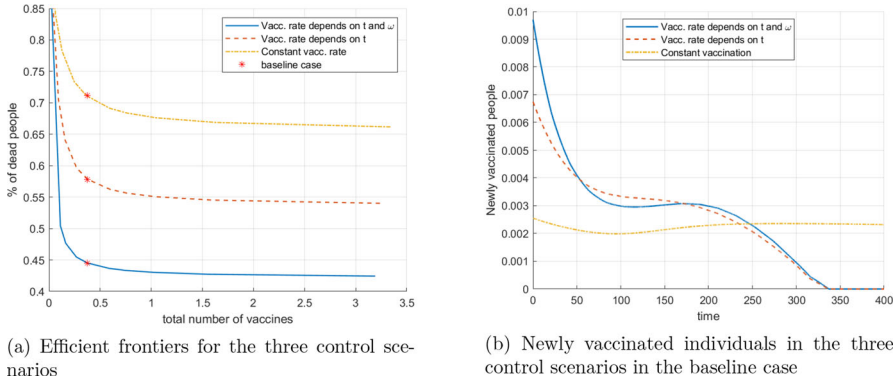 0.85
0.8
0.75
0.7
0.65
0.6
0.55
0.5
0.45
0.4
% of dead people
0 0.5 1 1.5 2 2.5 3 3.5
total number of vaccines
Vacc. rate depends on t and ω
Vacc. rate depends on t
Constant vacc. rate
baseline case
(a) Efficient frontiers for the three control sce-
narios
0.01
0.009
0.008
0.007
0.006
0.005
0.004
0.003
0.002
0.001
0
Newly vaccinated people
0 50 100 150 200 250 300 350 400
time
Vacc. rate depends on t and ω
Vacc. rate depends on t
Constant vaccination
(b) Newly vaccinated individuals in the three
control scenarios in the baseline case